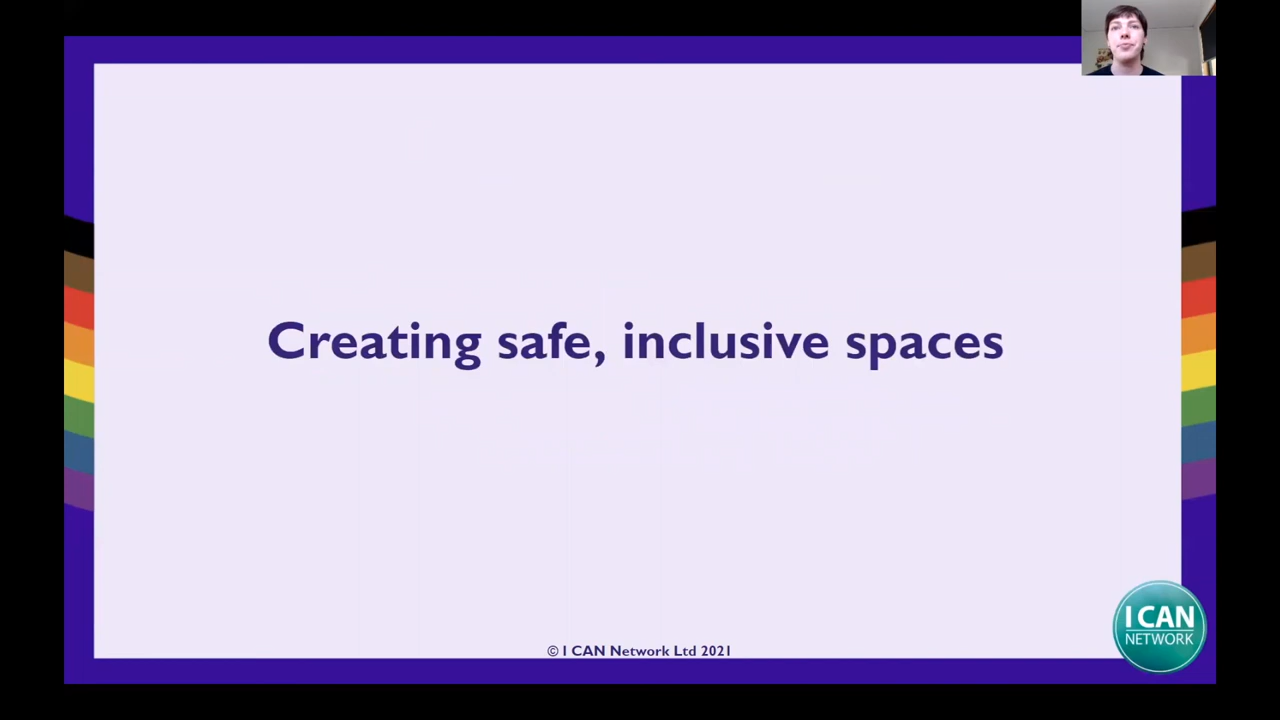 Creating safe, inclusive spaces
I CAN
NETWORK
© I CAN Network Ltd 2021